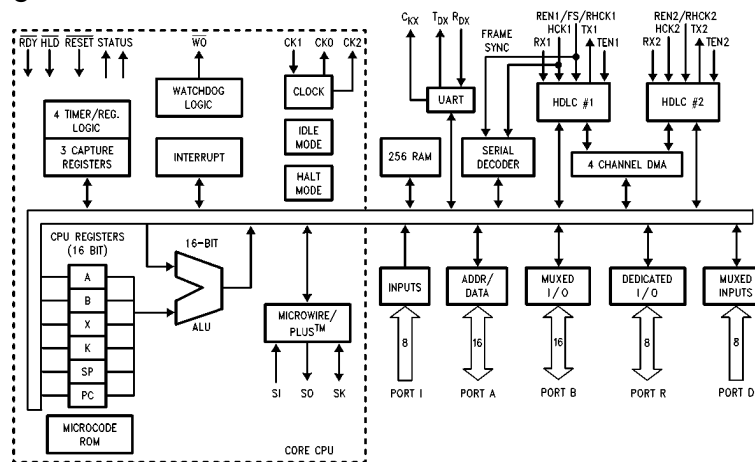 RDY HLD RESET STATUS
WO
CK1 CK0 CK2
CKX
TDX RDX
FRAME
SYNC
REN1/FS/RHCK1
HCK1 TX1
RX1 TEN1
REN2/RHCK2
HCK2 TX2
RX2 TEN2
WATCHDOG
LOGIC
CLOCK
UART
HDLC #1
HDLC #2
4 TIMER/REG.
LOGIC
3 CAPTURE
REGISTERS
INTERRUPT
IDLE
MODE
HALT
MODE
256 RAM
SERIAL
DECODER
4 CHANNEL DMA
CPU REGISTERS
(16 BIT)
16-BIT
ALU
A
B
X
K
SP
PC
MICROWIRE/
PLUS™
SI SO SK
MICROCODE
ROM
CORE CPU
INPUTS
ADDR/
DATA
MUXED
I/O
DEDICATED
I/O
MUXED
INPUTS
8
16
16
8
8
PORT I
PORT A
PORT B
PORT R
PORT D